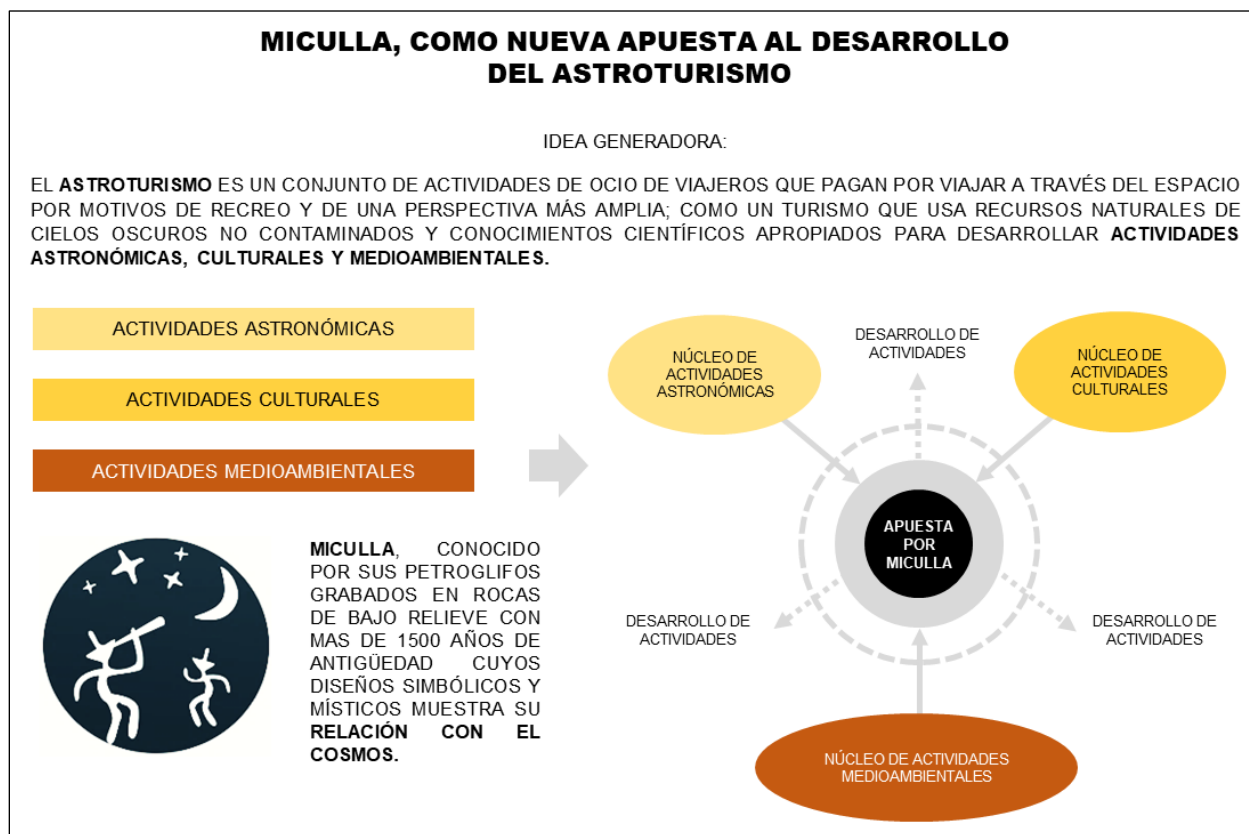 MICULLA, COMO NUEVA APUESTA AL DESARROLLO
DEL ASTROTURISMO
IDEA GENERADORA:
EL ASTROTURISMO ES UN CONJUNTO DE ACTIVIDADES DE OCIO DE VIAJEROS QUE PAGAN POR VIAJAR A TRAVÉS DEL ESPACIO
POR MOTIVOS DE RECREO Y DE UNA PERSPECTIVA MÁS AMPLIA; COMO UN TURISMO QUE USA RECURSOS NATURALES DE
CIELOS OSCUROS NO CONTAMINADOS Y CONOCIMIENTOS CIENTÍFICOS APROPIADOS PARA DESARROLLAR ACTIVIDADES
ASTRONÓMICAS, CULTURALES Y MEDIOAMBIENTALES.
ACTIVIDADES ASTRONÓMICAS
ACTIVIDADES CULTURALES
ACTIVIDADES MEDIOAMBIENTALES
MICULLA, CONOCIDO
POR SUS PETROGLIFOS
GRABADOS EN ROCAS
DE BAJO RELIEVE CON
MAS DE 1500 AÑOS DE
ANTIGÜEDAD CUYOS
DISEÑOS SIMBÓLICOS Y
MÍSTICOS MUESTRA SU
RELACIÓN CON EL
COSMOS.
NÚCLEO DE
ACTIVIDADES
ASTRONÓMICAS
DESARROLLO DE
ACTIVIDADES
NÚCLEO DE
ACTIVIDADES
CULTURALES
APUESTA
POR
MICULLA
DESARROLLO DE
ACTIVIDADES
DESARROLLO DE
ACTIVIDADES
NÚCLEO DE ACTIVIDADES
MEDIOAMBIENTALES